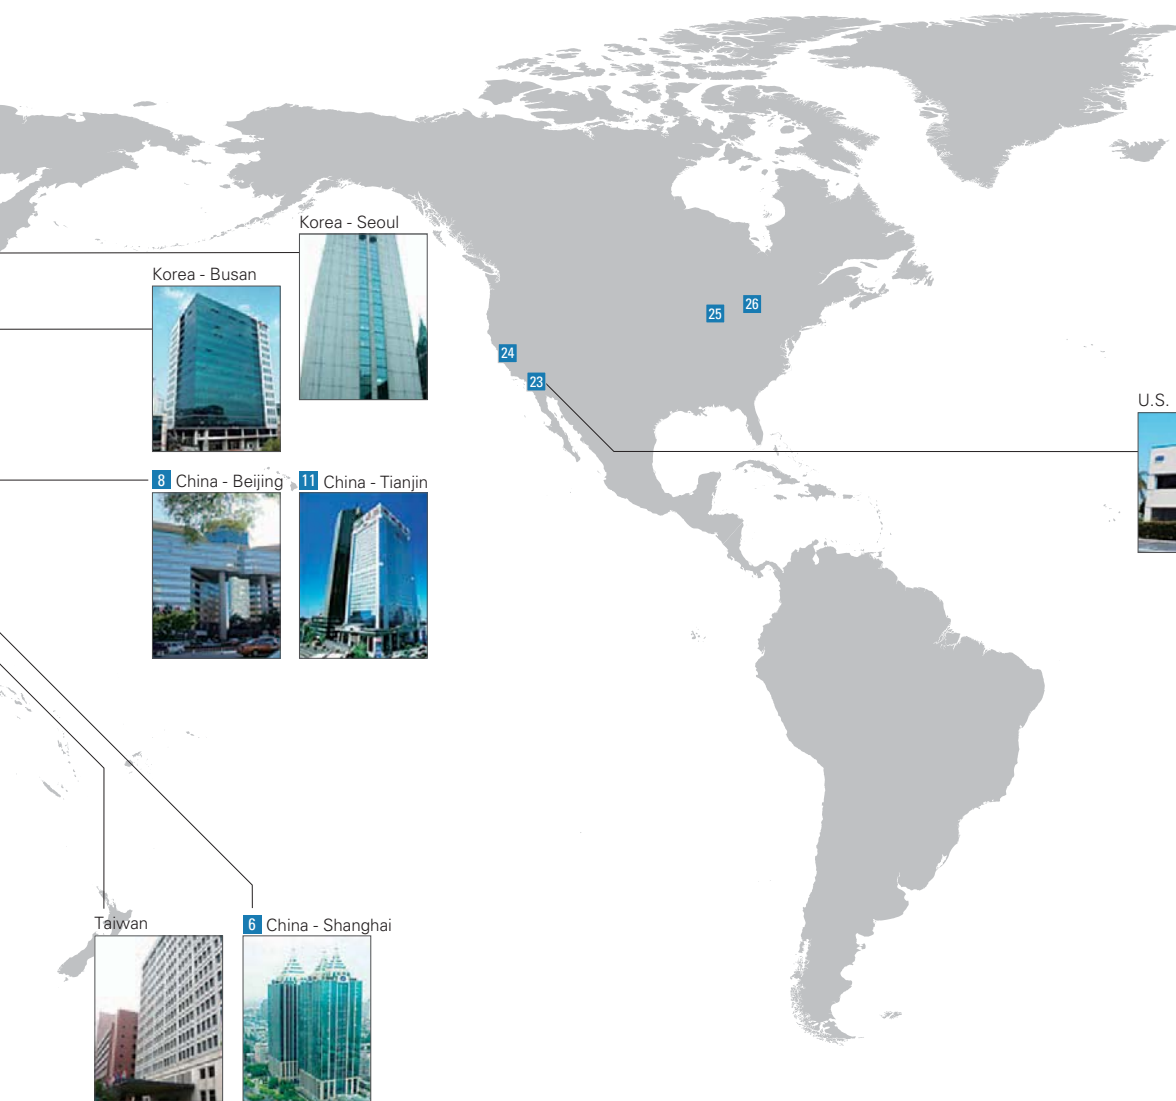 Korea - Seoul
Korea - Busan
26
25
24
23
U.S.
8 China - Beijing
11 China - Tianjin
Taiwan
6 China - Shanghai